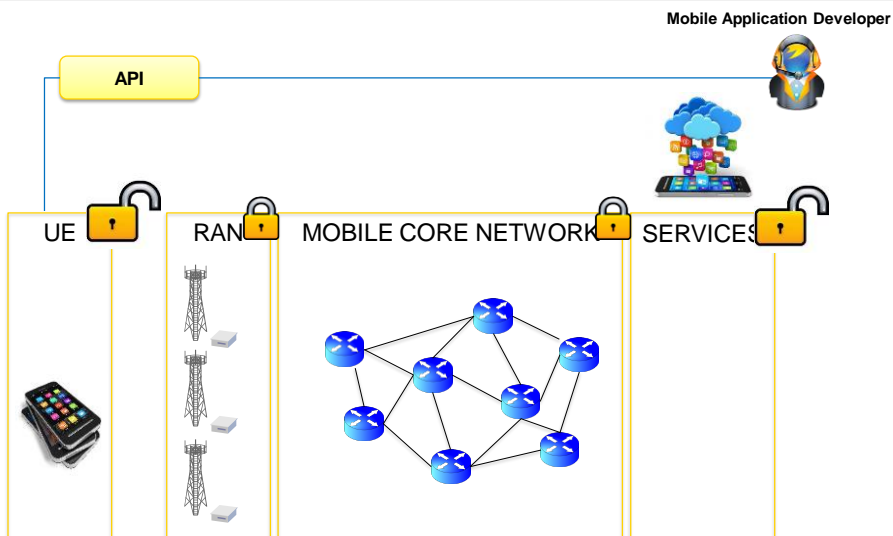 Mobile Application Developer
API
UE
RAN
MOBILE CORE NETWORK
SERVICES